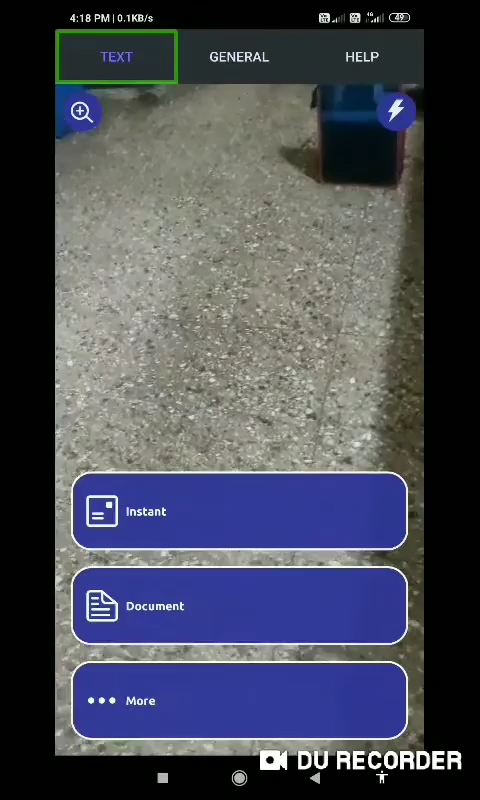 4:18 PM | 0.1KB/s
49
TEXT GENERAL HELP
Instant
Document
More
DU RECORDER